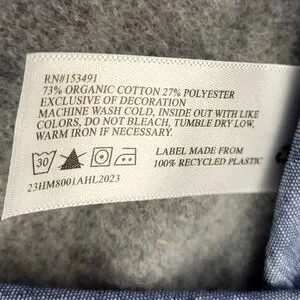 RN#153491
73% ORGANIC COTTON 27% POLYESTER
EXCLUSIVE OF DECORATION
MACHINE WASH COLD, INSIDE OUT WITH LIKE
COLORS, DO NOT BLEACH, TUMBLE DRY LOW,
WARM IRON IF NECESSARY.
30
LABEL MADE FROM
100% RECYCLED PLASTIC
23HM8001AHL2023